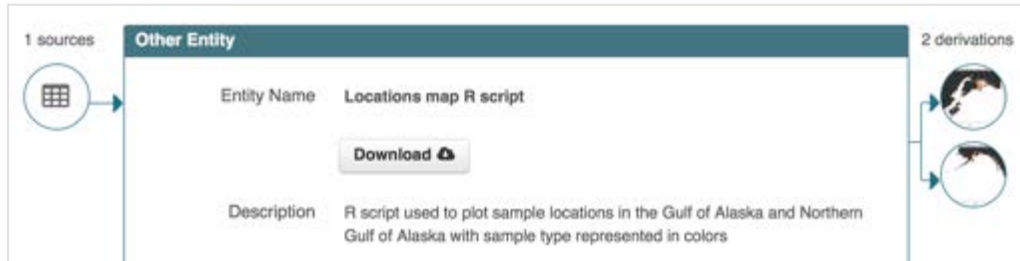 1 sources
Other Entity
2 derivations
Entity Name
Locations map R script
Download
Description
R script used to plot sample locations in the Gulf of Alaska and Northern
Gulf of Alaska with sample type represented in colors